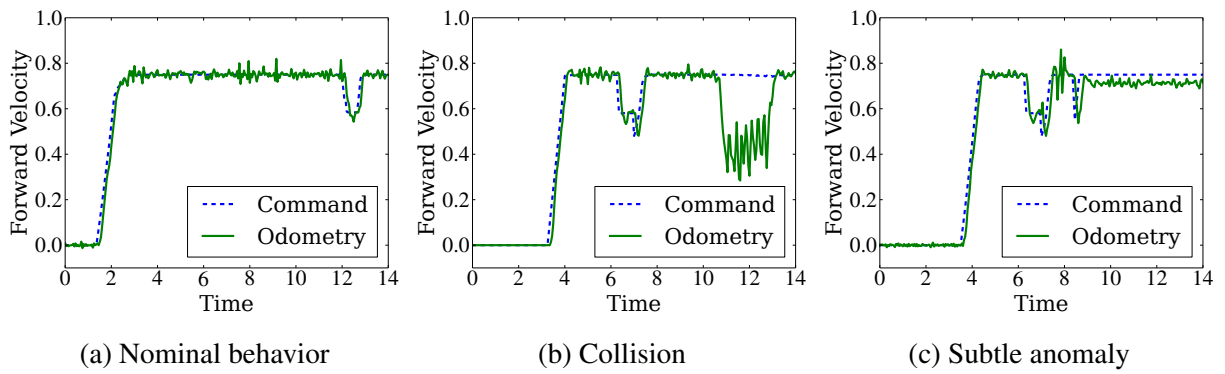 1.0
0.8
0.6
0.4
0.2
0.0
Forward Velocity
0 2 4 6 8 10 12 14
Time
Command
Odometry
(a) Nominal behavior
1.0
0.8
0.6
0.4
0.2
0.0
Forward Velocity
0 2 4 6 8 10 12 14
Time
Command
Odometry
(b) Collision
1.0
0.8
0.6
0.4
0.2
0.0
Forward Velocity
0 2 4 6 8 10 12 14
Time
Command
Odometry
(c) Subtle anomaly